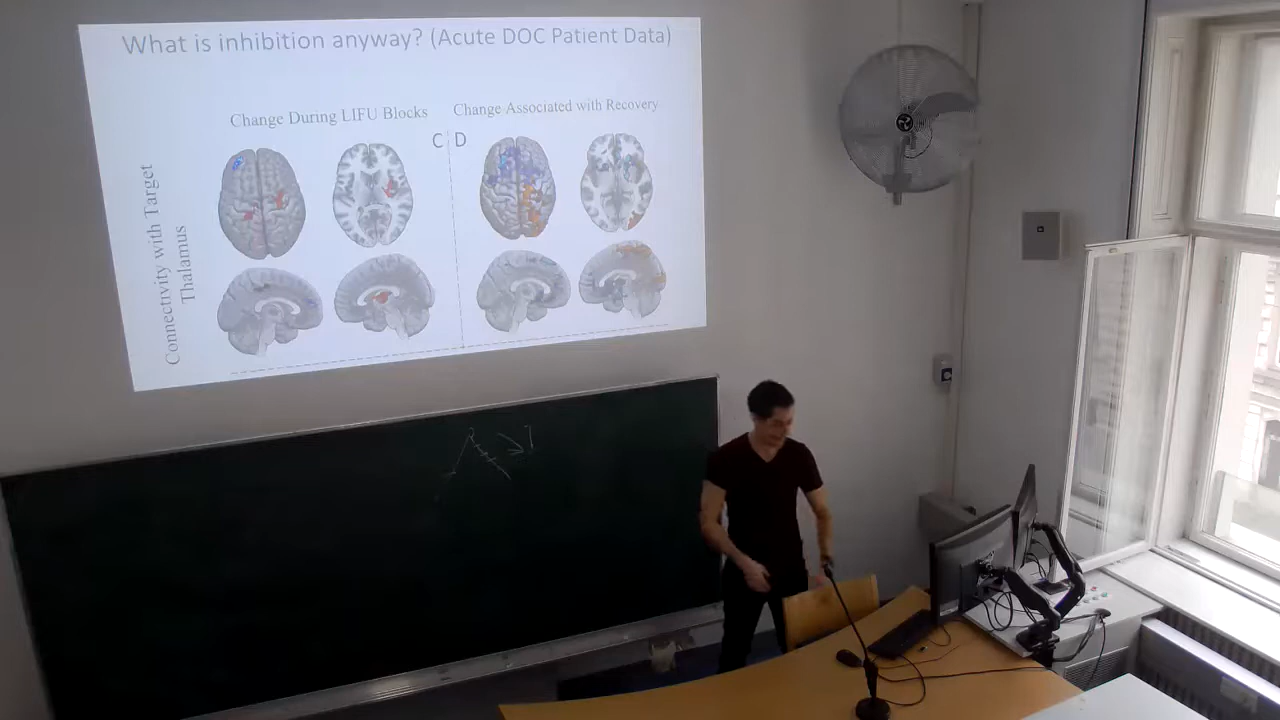 What is inhibition anyway? (Acute DOC Patient Data)
Change During LIFU Blocks
Change Associated with Recovery
C
D
Connectivity with Target
Thalamus